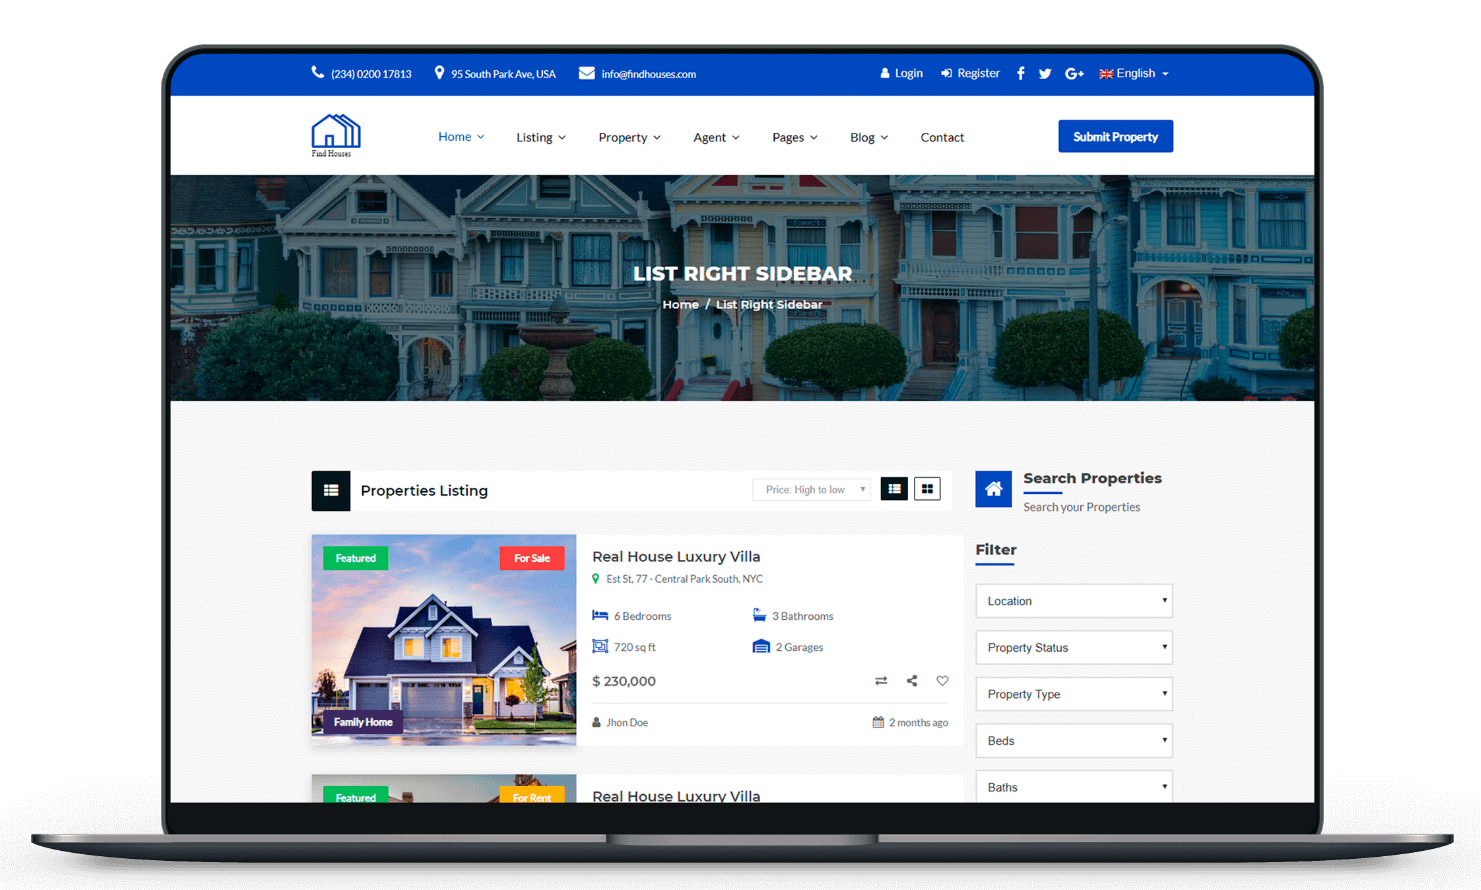 (234) 0200 17813 95 South Park Ave, USA info@findhouses.com Login Register English
Find Houses
Home Listing Property Agent Pages Blog Contact Submit Property
LIST RIGHT SIDEBAR
Home / List Right Sidebar
Properties Listing Price: High to low
Featured For Sale
Family Home
Real House Luxury Villa
Est St, 77 - Central Park South, NYC
6 Bedrooms 3 Bathrooms
720 sq ft 2 Garages
$ 230,000
Jhon Doe 2 months ago
Featured For Rent
Real House Luxury Villa
Search Properties
Search your Properties
Filter
Location
Property Status
Property Type
Beds
Baths